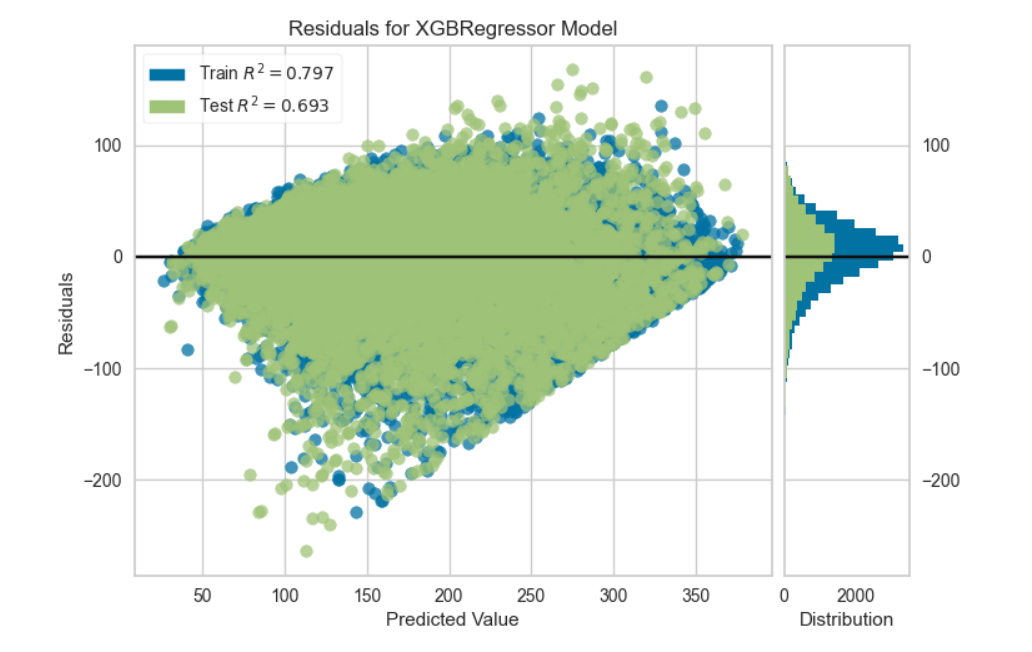 Residuals for XGBRegressor Model
Train R² = 0.797
Test R² = 0.693
100
0
−100
−200
Residuals
50 100 150 200 250 300 350
Predicted Value
100
0
−100
−200
0 2000
Distribution